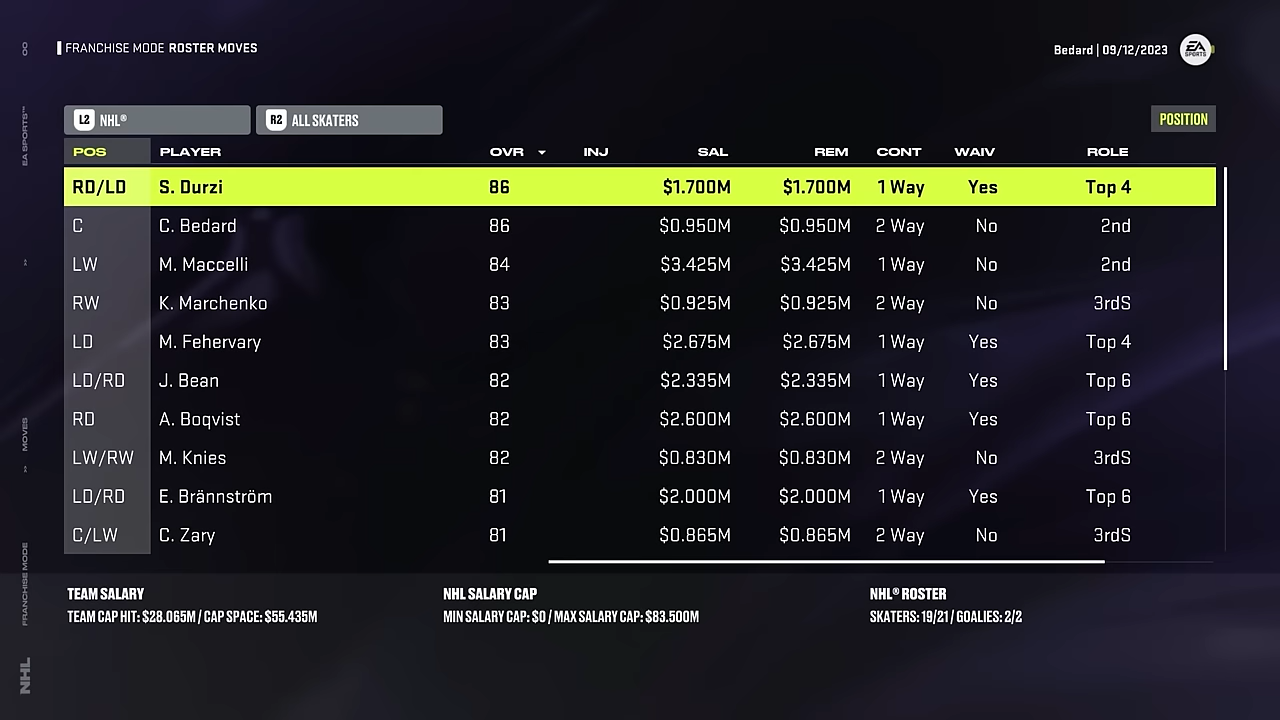 FRANCHISE MODE ROSTER MOVES
Bedard | 09/12/2023
EA SPORTS
L2 NHL®
R2 ALL SKATERS
POSITION
POS PLAYER OVR INJ SAL REM CONT WAIV ROLE
RD/LD S. Durzi 86 $1.700M $1.700M 1 Way Yes Top 4
C C. Bedard 86 $0.950M $0.950M 2 Way No 2nd
LW M. Maccelli 84 $3.425M $3.425M 1 Way No 2nd
RW K. Marchenko 83 $0.925M $0.925M 2 Way No 3rdS
LD M. Fehervary 83 $2.675M $2.675M 1 Way Yes Top 4
LD/RD J. Bean 82 $2.335M $2.335M 1 Way Yes Top 6
RD A. Boqvist 82 $2.600M $2.600M 1 Way Yes Top 6
LW/RW M. Knies 82 $0.830M $0.830M 2 Way No 3rdS
LD/RD E. Brännström 81 $2.000M $2.000M 1 Way Yes Top 6
C/LW C. Zary 81 $0.865M $0.865M 2 Way No 3rdS
TEAM SALARY
TEAM CAP HIT: $28.065M / CAP SPACE: $55.435M
NHL SALARY CAP
MIN SALARY CAP: $0 / MAX SALARY CAP: $83.500M
NHL® ROSTER
SKATERS: 19/21 / GOALIES: 2/2
NHL FRANCHISE MODE >> MOVES >> EA SPORTS™